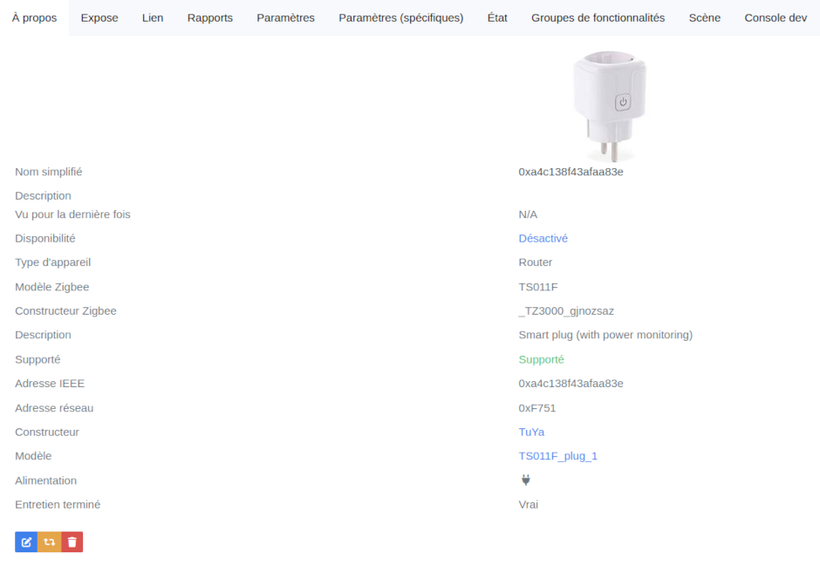 À propos Expose Lien Rapports Paramètres Paramètres (spécifiques) État Groupes de fonctionnalités Scène Console dev
Nom simplifié 0xa4c138f43afaa83e
Description
Vu pour la dernière fois N/A
Disponibilité Désactivé
Type d'appareil Router
Modèle Zigbee TS011F
Constructeur Zigbee _TZ3000_gjnozsaz
Description Smart plug (with power monitoring)
Supporté Supporté
Adresse IEEE 0xa4c138f43afaa83e
Adresse réseau 0xF751
Constructeur TuYa
Modèle TS011F_plug_1
Alimentation
Entretien terminé Vrai